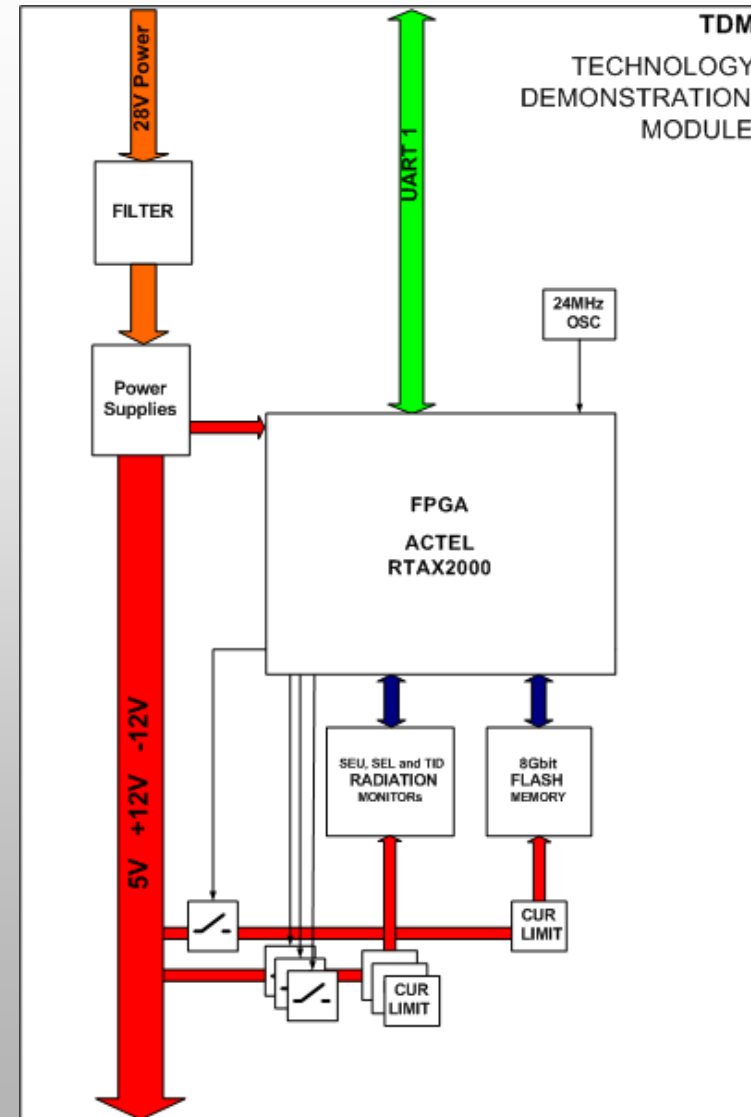 TDM
TECHNOLOGY
DEMONSTRATION
MODULE
28V Power
UART 1
FILTER
24MHz
OSC
Power
Supplies
FPGA
ACTEL
RTAX2000
5V +12V -12V
SEU, SEL and TID
RADIATION
MONITORs
8Gbit
FLASH
MEMORY
CUR
LIMIT
CUR
LIMIT